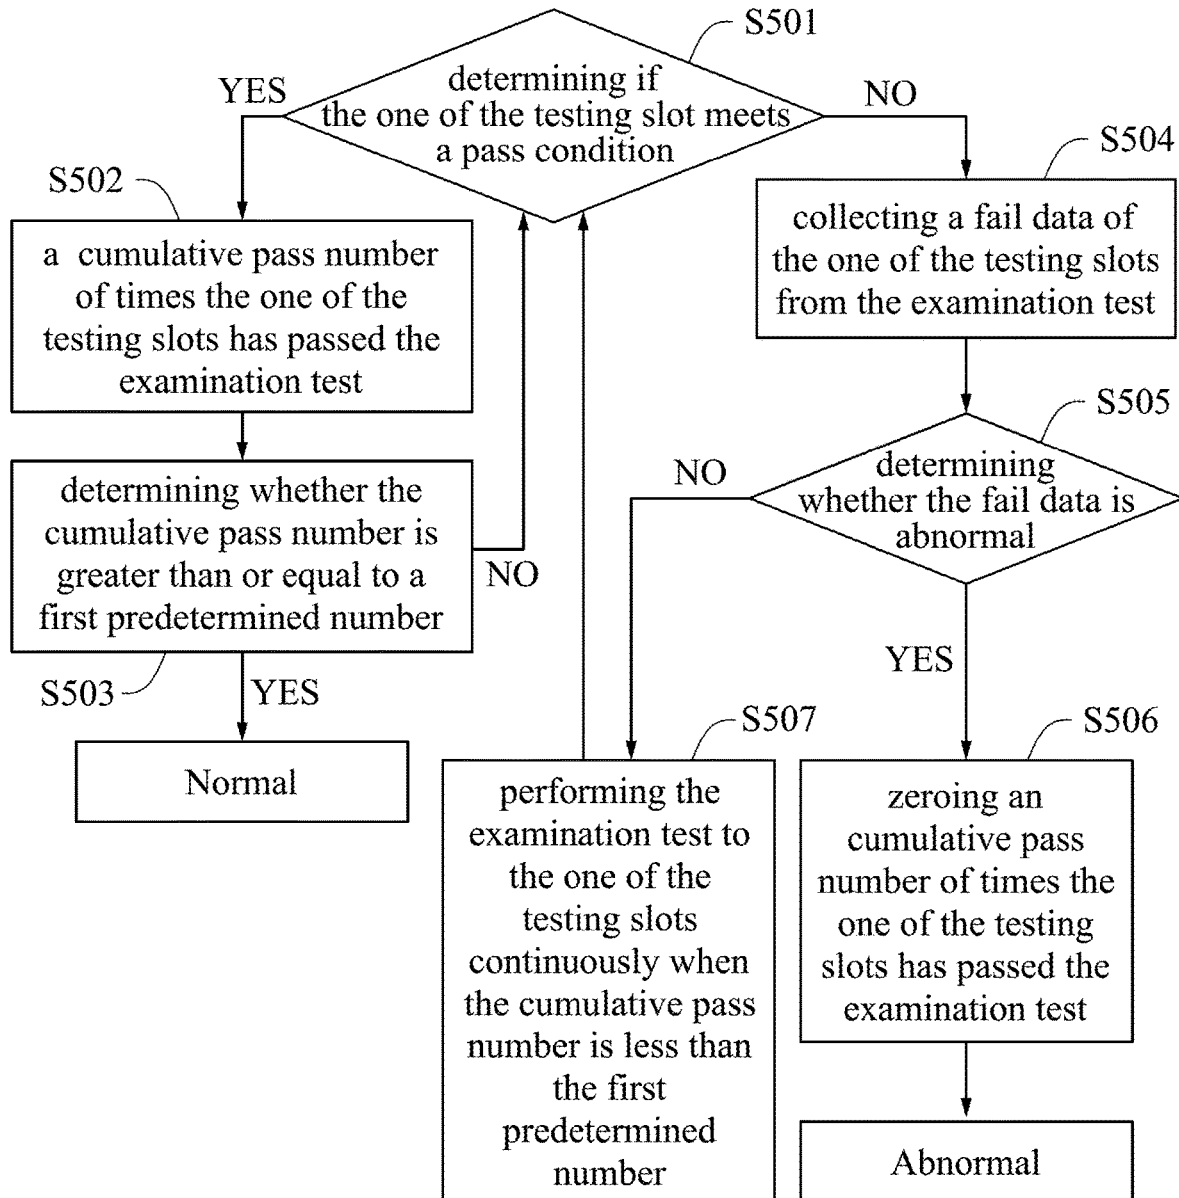 S501
determining if
the one of the testing slot meets
a pass condition
YES
NO
S502
a cumulative pass number
of times the one of the
testing slots has passed the
examination test
S504
collecting a fail data of
the one of the testing slots
from the examination test
determining whether the
cumulative pass number is
greater than or equal to a
first predetermined number
NO
S503
YES
Normal
S505
determining
whether the fail data is
abnormal
NO
YES
S507
performing the
examination test to
the one of the
testing slots
continuously when
the cumulative pass
number is less than
the first
predetermined
number
S506
zeroing an
cumulative pass
number of times the
one of the testing
slots has passed the
examination test
Abnormal